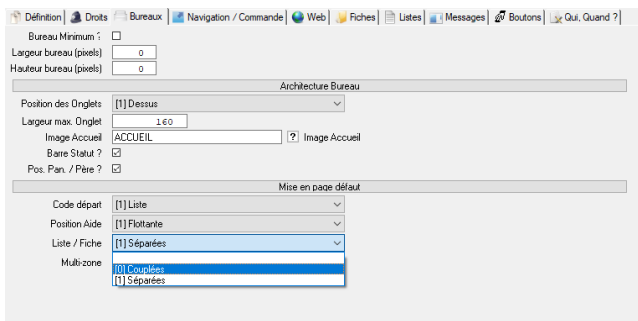 Définition Droits Bureaux Navigation / Commande Web Fiches Listes Messages Boutons Qui, Quand ?
Bureau Minimum ?
Largeur bureau (pixels) 0
Hauteur bureau (pixels) 0
Architecture Bureau
Position des Onglets [1] Dessus
Largeur max. Onglet 160
Image Accueil ACCUEIL ? Image Accueil
Barre Statut ?
Pos. Pan. / Père ?
Mise en page défaut
Code départ [1] Liste
Position Aide [1] Flottante
Liste / Fiche [1] Séparées
Multi-zone
[0] Couplées
[1] Séparées